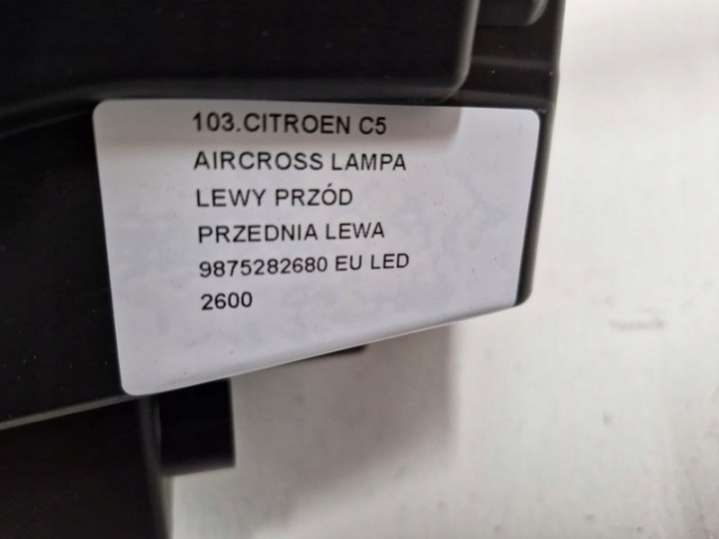 103.CITROEN C5
AIRCROSS LAMPA
LEWY PRZÓD
PRZEDNIA LEWA
9875282680 EU LED
2600